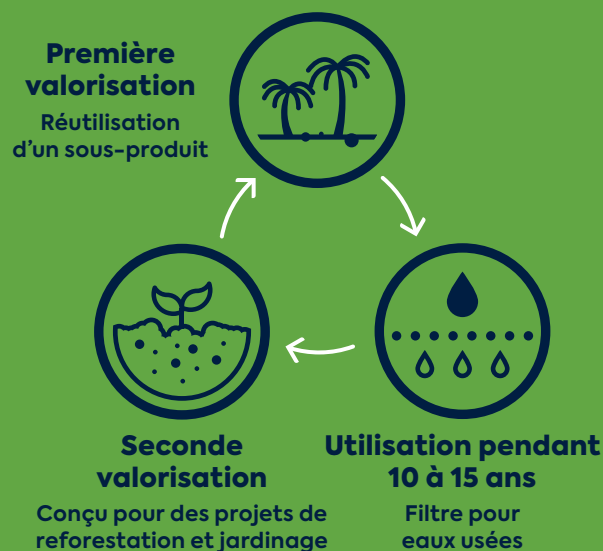 Première
valorisation
Réutilisation
d'un sous-produit
Seconde
valorisation
Conçu pour des projets de
reforestation et jardinage
Utilisation pendant
10 à 15 ans
Filtre pour
eaux usées